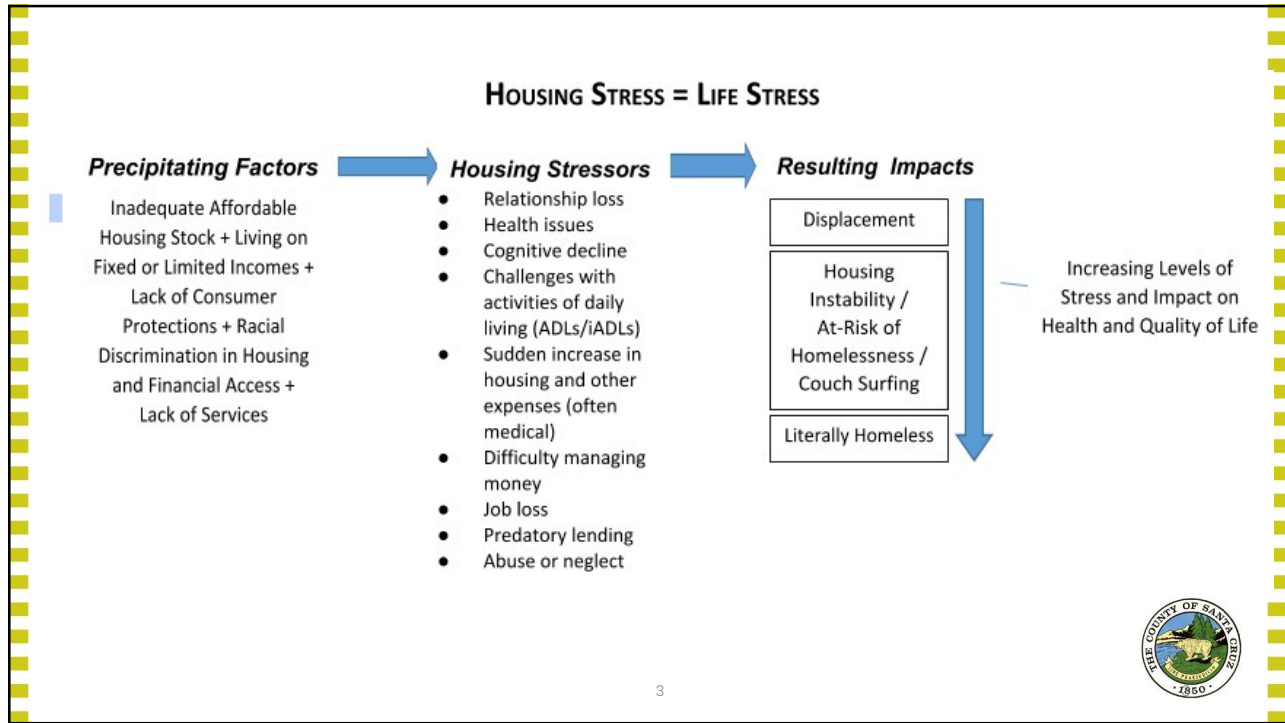 HOUSING STRESS = LIFE STRESS
Precipitating Factors
Inadequate Affordable
Housing Stock + Living on
Fixed or Limited Incomes +
Lack of Consumer
Protections + Racial
Discrimination in Housing
and Financial Access +
Lack of Services
Housing Stressors
● Relationship loss
● Health issues
● Cognitive decline
● Challenges with
activities of daily
living (ADLs/iADLs)
● Sudden increase in
housing and other
expenses (often
medical)
● Difficulty managing
money
● Job loss
● Predatory lending
● Abuse or neglect
Resulting Impacts
Displacement
Housing
Instability /
At-Risk of
Homelessness /
Couch Surfing
Literally Homeless
Increasing Levels of
Stress and Impact on
Health and Quality of Life
THE COUNTY OF SANTA CRUZ
1850
3